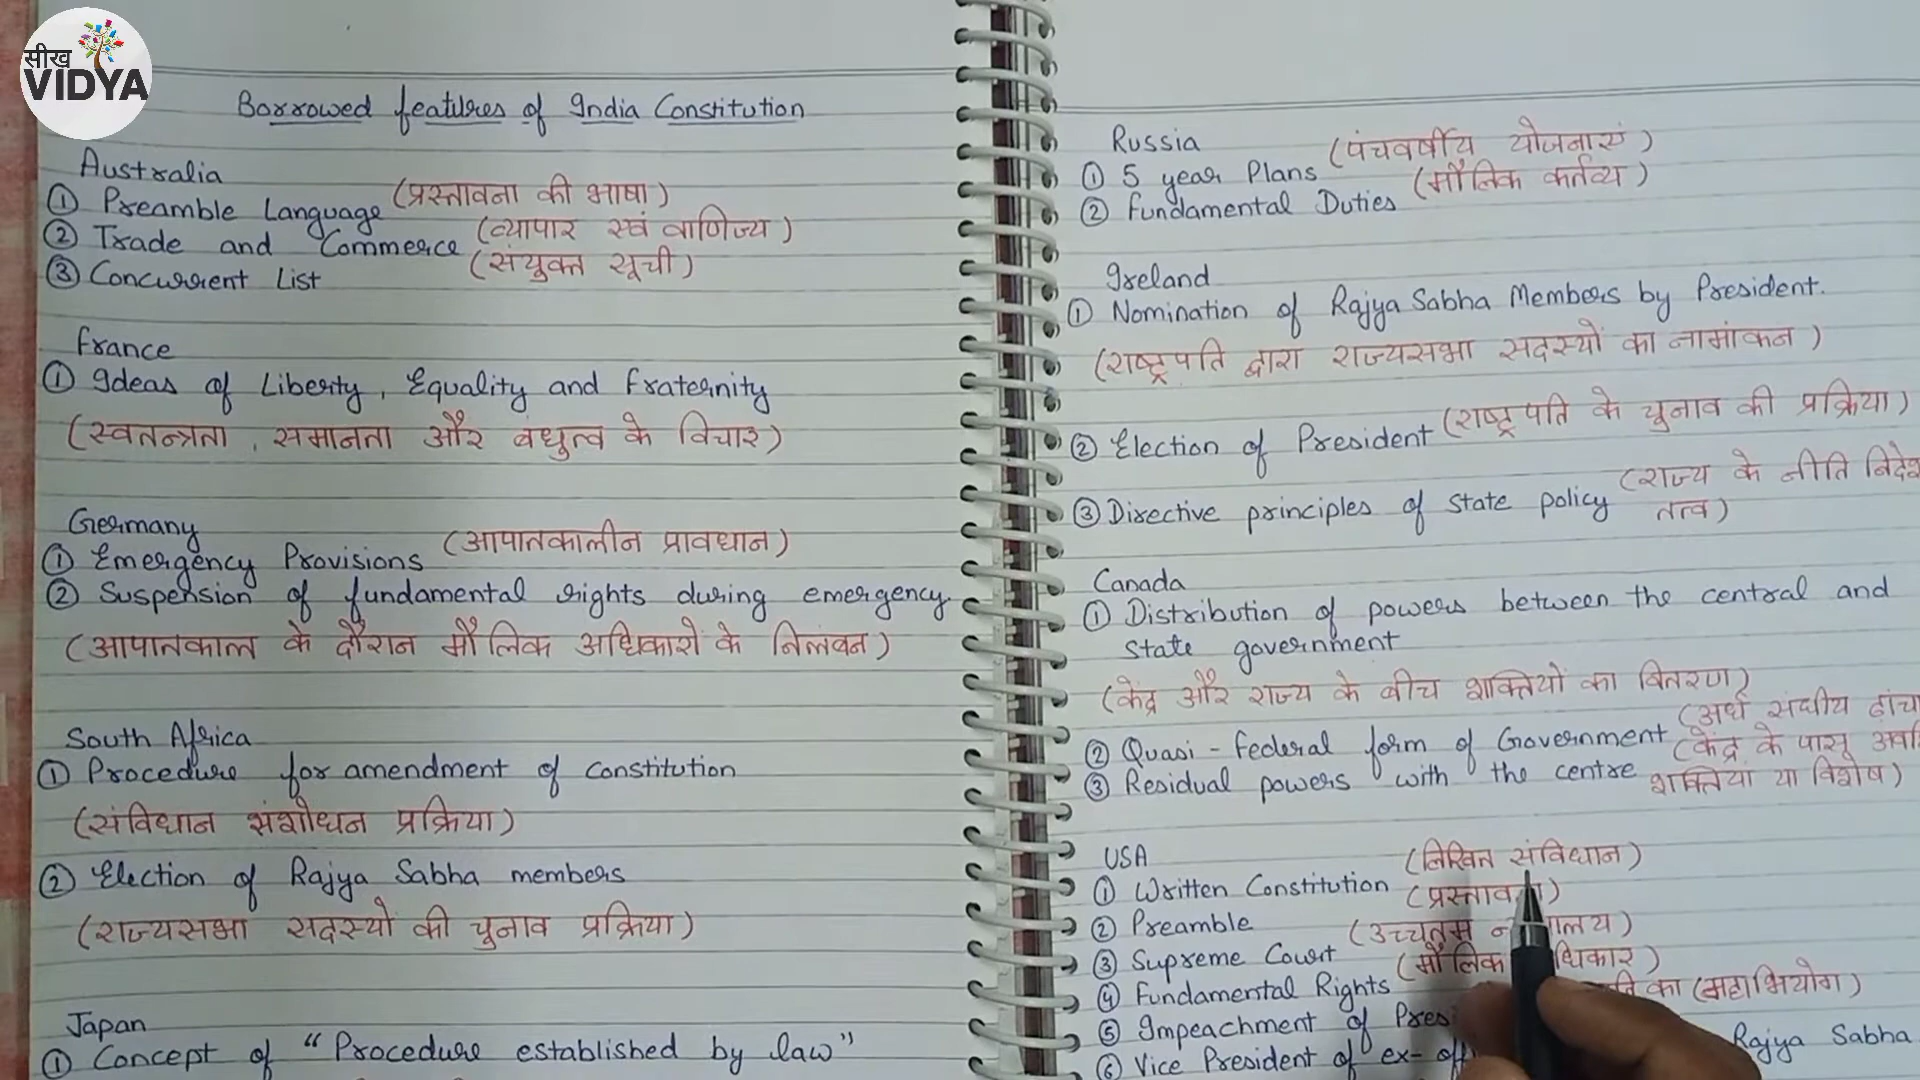 सीख
VIDYA
Borrowed features of India Constitution
Australia
① Preamble Language (प्रस्तावना की भाषा)
② Trade and Commerce (व्यापार एवं वाणिज्य)
③ Concurrent List (संयुक्त सूची)
France
① Ideas of Liberty, Equality and Fraternity
(स्वतन्त्रता, समानता और बंधुत्व के विचार)
Germany
① Emergency Provisions (आपातकालीन प्रावधान)
② Suspension of fundamental rights during emergency.
(आपातकाल के दौरान मौलिक अधिकारों के निलंबन)
South Africa
① Procedure for amendment of constitution
(संविधान संशोधन प्रक्रिया)
② Election of Rajya Sabha members
(राज्यसभा सदस्यों की चुनाव प्रक्रिया)
Japan
① Concept of "Procedure established by law"
Russia
① 5 year Plans (पंचवर्षीय योजनाएं)
② Fundamental Duties (मौलिक कर्तव्य)
Ireland
① Nomination of Rajya Sabha Members by President.
(राष्ट्रपति द्वारा राज्यसभा सदस्यों का नामांकन)
② Election of President (राष्ट्रपति के चुनाव की प्रक्रिया)
③ Directive principles of state policy (राज्य के नीति निदेश
तत्व)
Canada
① Distribution of powers between the central and
state government
(केंद्र और राज्य के बीच शक्तियों का वितरण)
② Quasi-federal form of Government (अर्ध संघीय ढांचा
③ Residual powers with the centre (केंद्र के पास
शक्तियां या विशेष)
USA
① Written Constitution (लिखित संविधान)
② Preamble
③ Supreme Court (उच्चतम
④ Fundamental Rights (मौलिक
⑤ Impeachment of का (महाभियोग)
⑥ Vice President of ex- Rajya Sabha